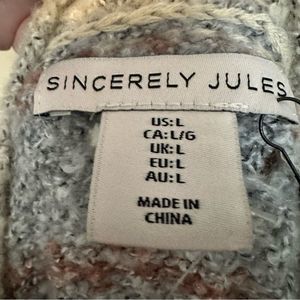 SINCERELY JULES
US: L
CA: L/G
UK: L
EU: L
AU: L
MADE IN
CHINA